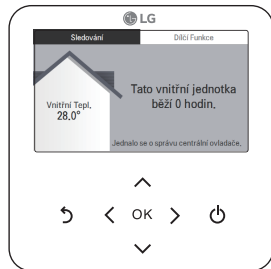 LG
Sledování
Dílčí Funkce
Vnitřní Tepl.
28.0°
Tato vnitřní jednotka
běží 0 hodin.
Jednalo se o správu centrální ovladače.
OK